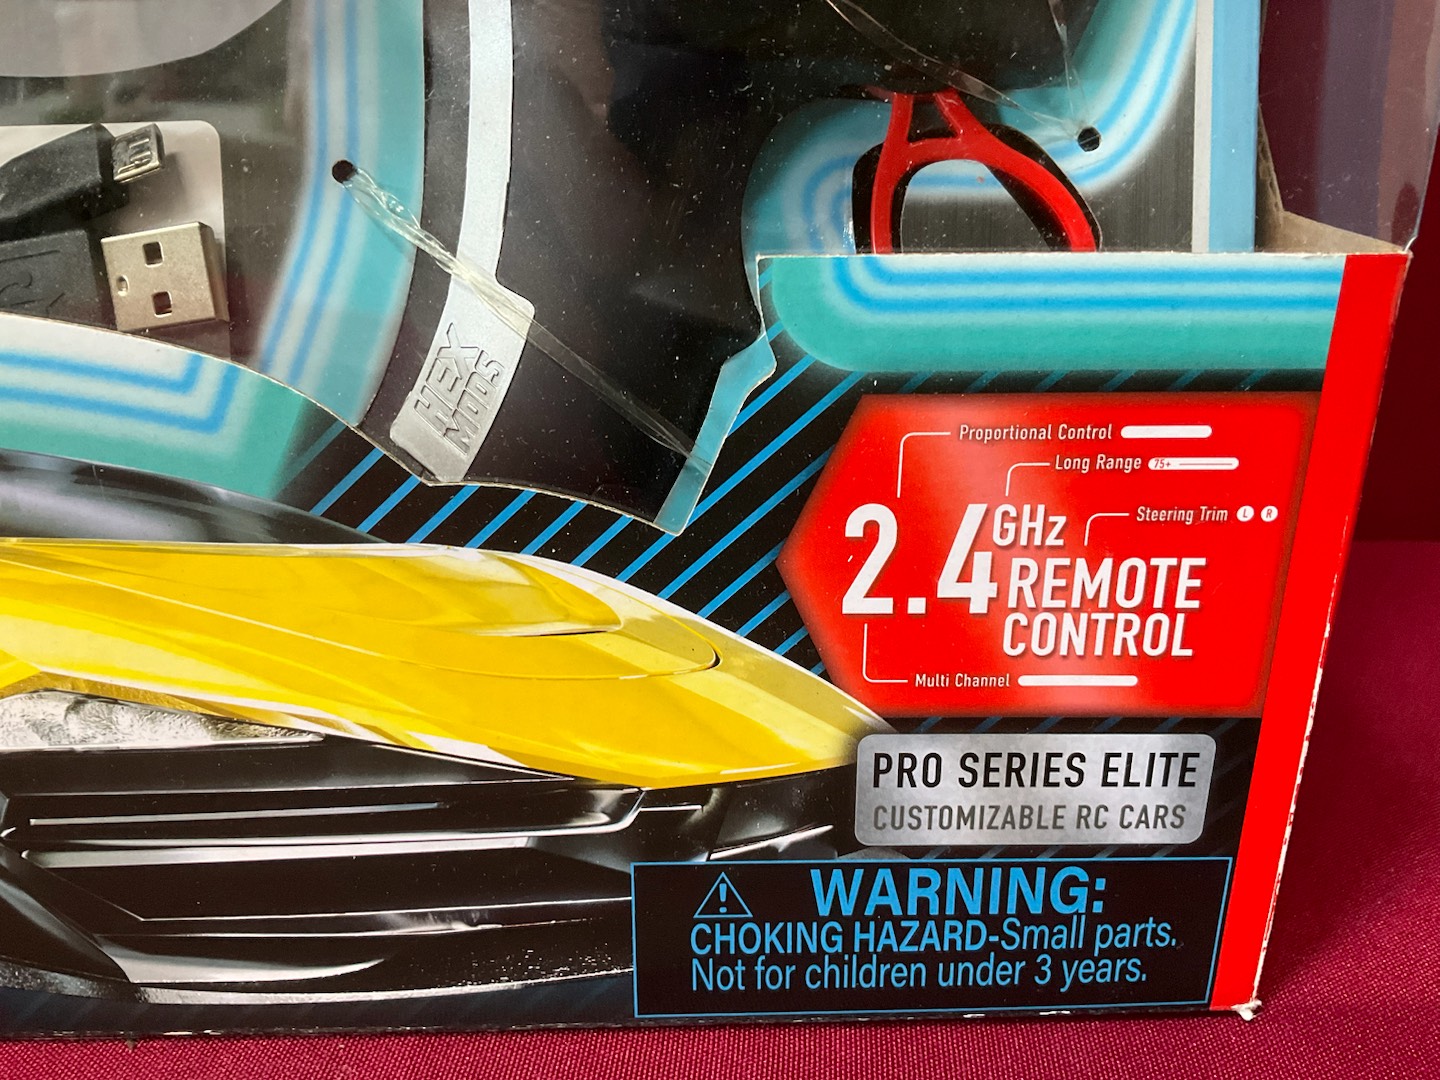 HEX
MODS
Proportional Control
Long Range 75+
2.4 GHz
Steering Trim L R
REMOTE
CONTROL
Multi Channel
PRO SERIES ELITE
CUSTOMIZABLE RC CARS
WARNING:
CHOKING HAZARD-Small parts.
Not for children under 3 years.